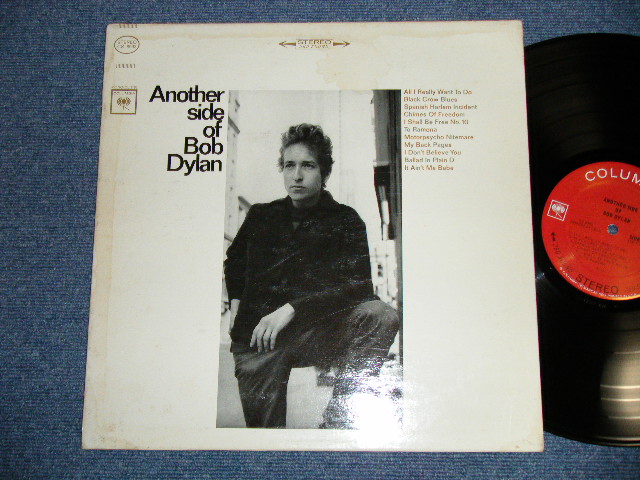 STEREO
Another
side
of
Bob
Dylan
All I Really Want To Do
Black Crow Blues
Spanish Harlem Incident
Chimes Of Freedom
I Shall Be Free No. 10
To Ramona
Motorpsycho Nitemare
My Back Pages
I Don't Believe You
Ballad In Plain D
It Ain't Me Babe
COLUM
ANOTHER SIDE
OF
BOB DYLAN
STEREO